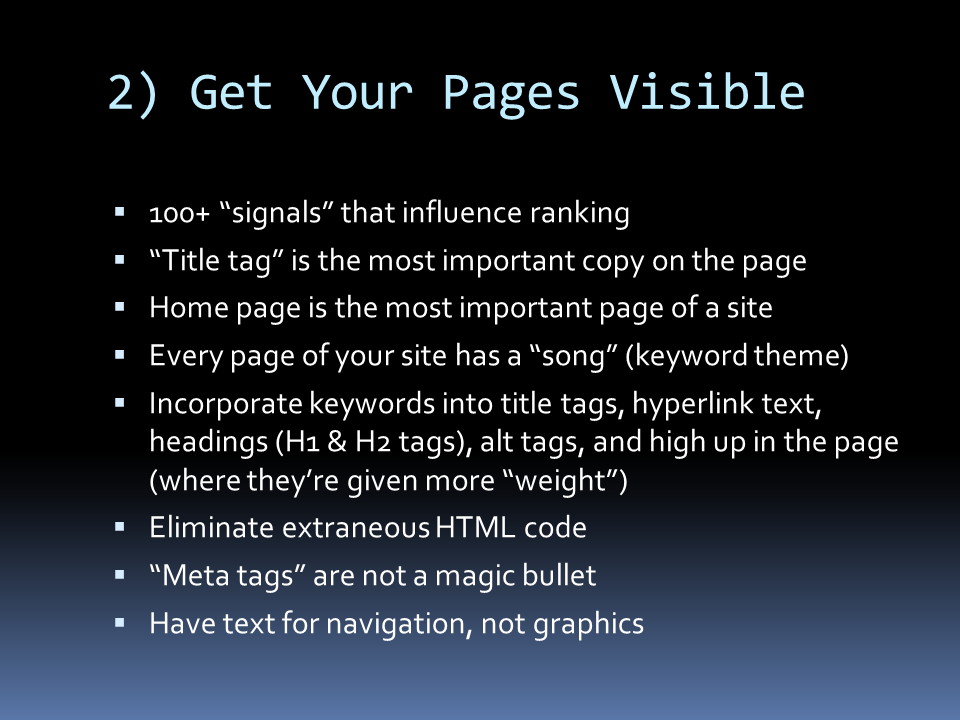 2) Get Your Pages Visible
100+ “signals” that influence ranking
“Title tag” is the most important copy on the page
Home page is the most important page of a site
Every page of your site has a “song” (keyword theme)
Incorporate keywords into title tags, hyperlink text,
headings (H1 & H2 tags), alt tags, and high up in the page
(where they’re given more “weight”)
Eliminate extraneous HTML code
“Meta tags” are not a magic bullet
Have text for navigation, not graphics